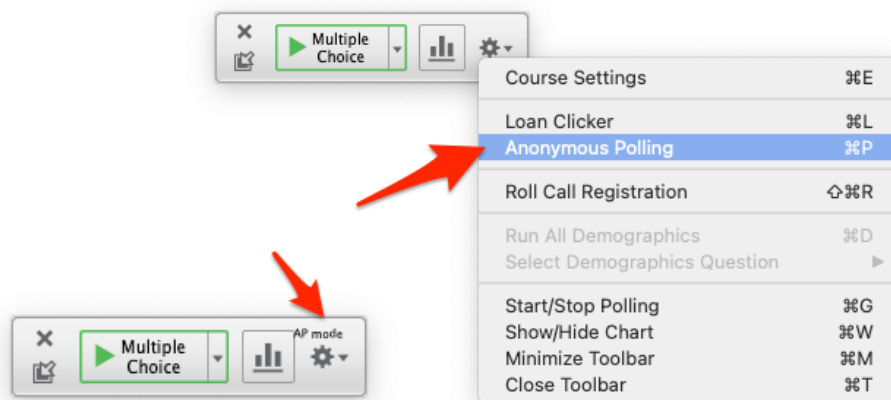 Multiple
Choice
Course Settings ⌘E
Loan Clicker ⌘L
Anonymous Polling ⌘P
Roll Call Registration ⇧⌘R
Run All Demographics ⌘D
Select Demographics Question
Start/Stop Polling ⌘G
Show/Hide Chart ⌘W
Minimize Toolbar ⌘M
Close Toolbar ⌘T
AP mode
Multiple
Choice